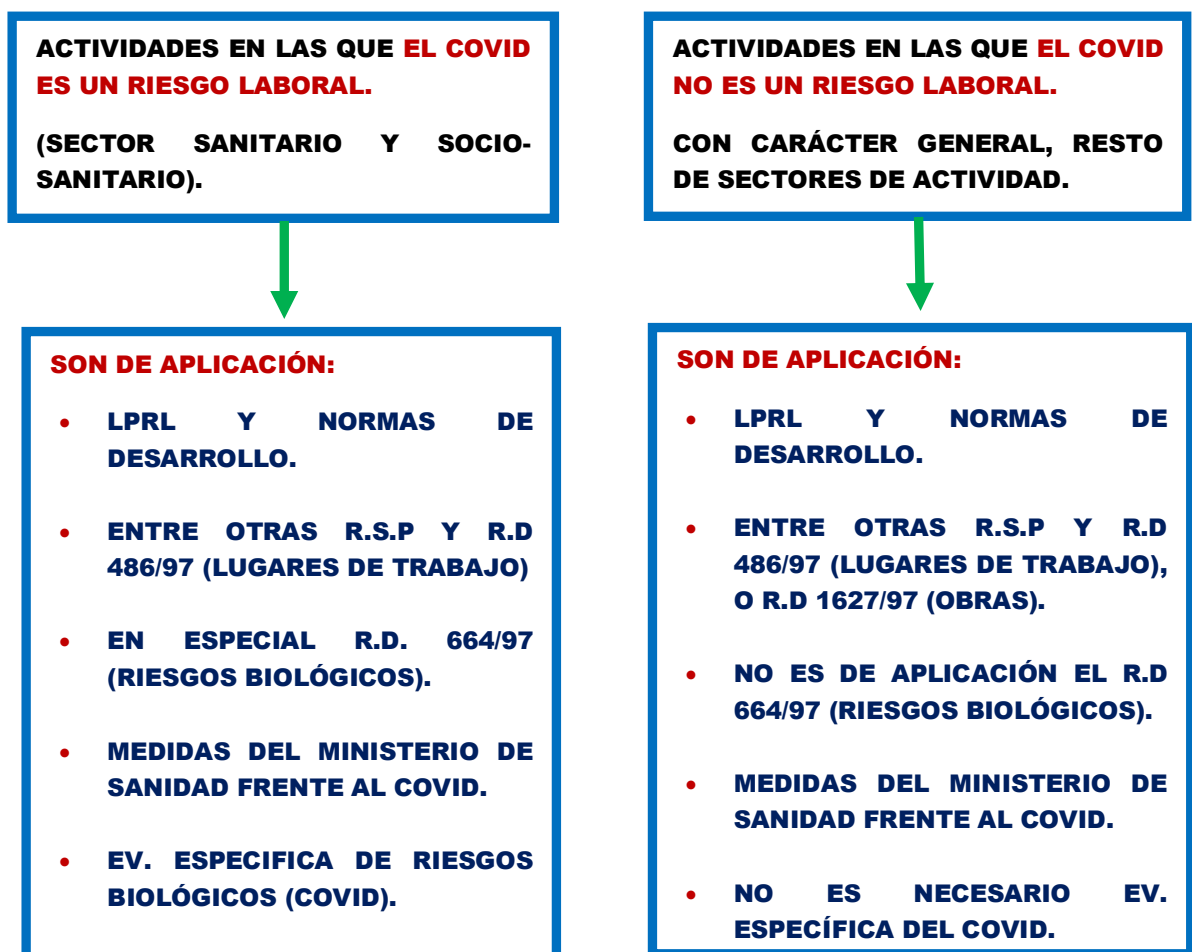 ACTIVIDADES EN LAS QUE EL COVID
ES UN RIESGO LABORAL.
(SECTOR SANITARIO Y SOCIO-
SANITARIO).
SON DE APLICACIÓN:
• LPRL Y NORMAS DE
DESARROLLO.
• ENTRE OTRAS R.S.P Y R.D
486/97 (LUGARES DE TRABAJO)
• EN ESPECIAL R.D. 664/97
(RIESGOS BIOLÓGICOS).
• MEDIDAS DEL MINISTERIO DE
SANIDAD FRENTE AL COVID.
• EV. ESPECIFICA DE RIESGOS
BIOLÓGICOS (COVID).
ACTIVIDADES EN LAS QUE EL COVID
NO ES UN RIESGO LABORAL.
CON CARÁCTER GENERAL, RESTO
DE SECTORES DE ACTIVIDAD.
SON DE APLICACIÓN:
• LPRL Y NORMAS DE
DESARROLLO.
• ENTRE OTRAS R.S.P Y R.D
486/97 (LUGARES DE TRABAJO),
O R.D 1627/97 (OBRAS).
• NO ES DE APLICACIÓN EL R.D
664/97 (RIESGOS BIOLÓGICOS).
• MEDIDAS DEL MINISTERIO DE
SANIDAD FRENTE AL COVID.
• NO ES NECESARIO EV.
ESPECÍFICA DEL COVID.